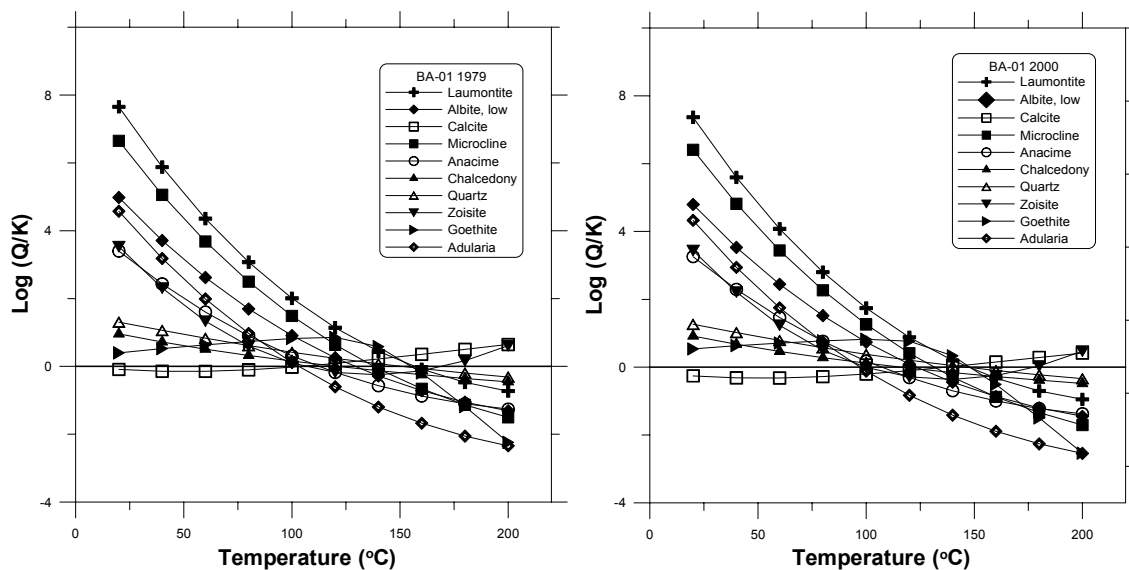 BA-01 1979
Laumontite
Albite, low
Calcite
Microcline
Anacime
Chalcedony
Quartz
Zoisite
Goethite
Adularia
8
4
0
-4
Log (Q/K)
0 50 100 150 200
Temperature (°C)
BA-01 2000
Laumontite
Albite, low
Calcite
Microcline
Anacime
Chalcedony
Quartz
Zoisite
Goethite
Adularia
8
4
0
-4
Log (Q/K)
0 50 100 150 200
Temperature (°C)